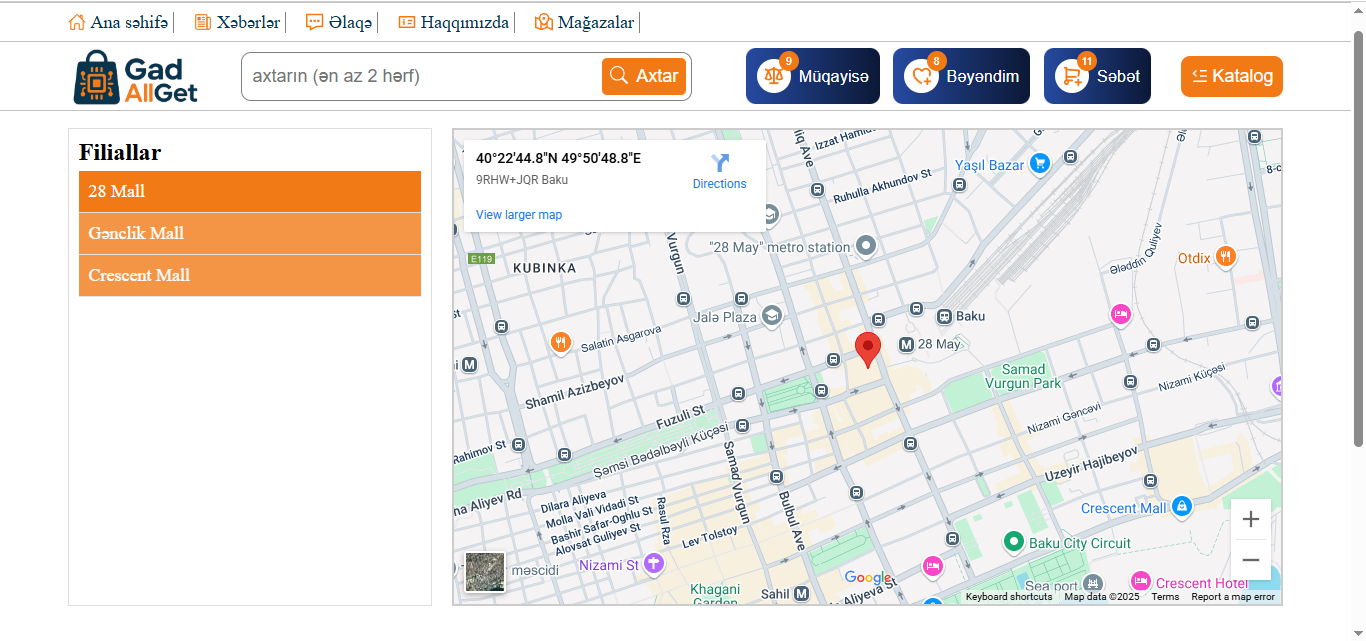 Ana səhifə
Xəbərlər
Əlaqə
Haqqımızda
Mağazalar
Gad
AllGet
axtarın (ən az 2 hərf)
Axtar
9
Müqayisə
8
Bəyəndim
11
Səbət
Katalog
Filiallar
28 Mall
Gənclik Mall
Crescent Mall
40°22'44.8"N 49°50'48.8"E
9RHW+JQR Baku
Directions
View larger map
Izzat Hamid
Yaşıl Bazar
8-c
Ruhulla Akhundov St
Vurgun
"28 May" metro station
Ələddin Quliyev
E119
KUBINKA
Otdix
Jalə Plaza
Baku
Salatin Asgarova
M
M 28 May
Samad
Vurgun Park
Shamil Azizbeyov
Nizami Küçəsi
Fuzuli St
Nizami Gəncəvi
Şəmsi Bədəlbəyli Küçəsi
Rahimov St
Samad Vurgun
Uzeyir Hajibeyov
na Aliyev Rd
Dilara Aliyeva
Molla Vali Vidadi St
Bashir Safar-Oghlu St
Alovsat Guliyev St
Rasul Rza
Bulbul Ave
Crescent Mall
Lev Tolstoy
Baku City Circuit
məscidi
Nizami St
Google
Aliyeva St
Khagani
Garden
Sahil M
Sea port
Crescent Hotel
Keyboard shortcuts
Map data ©2025
Terms
Report a map error